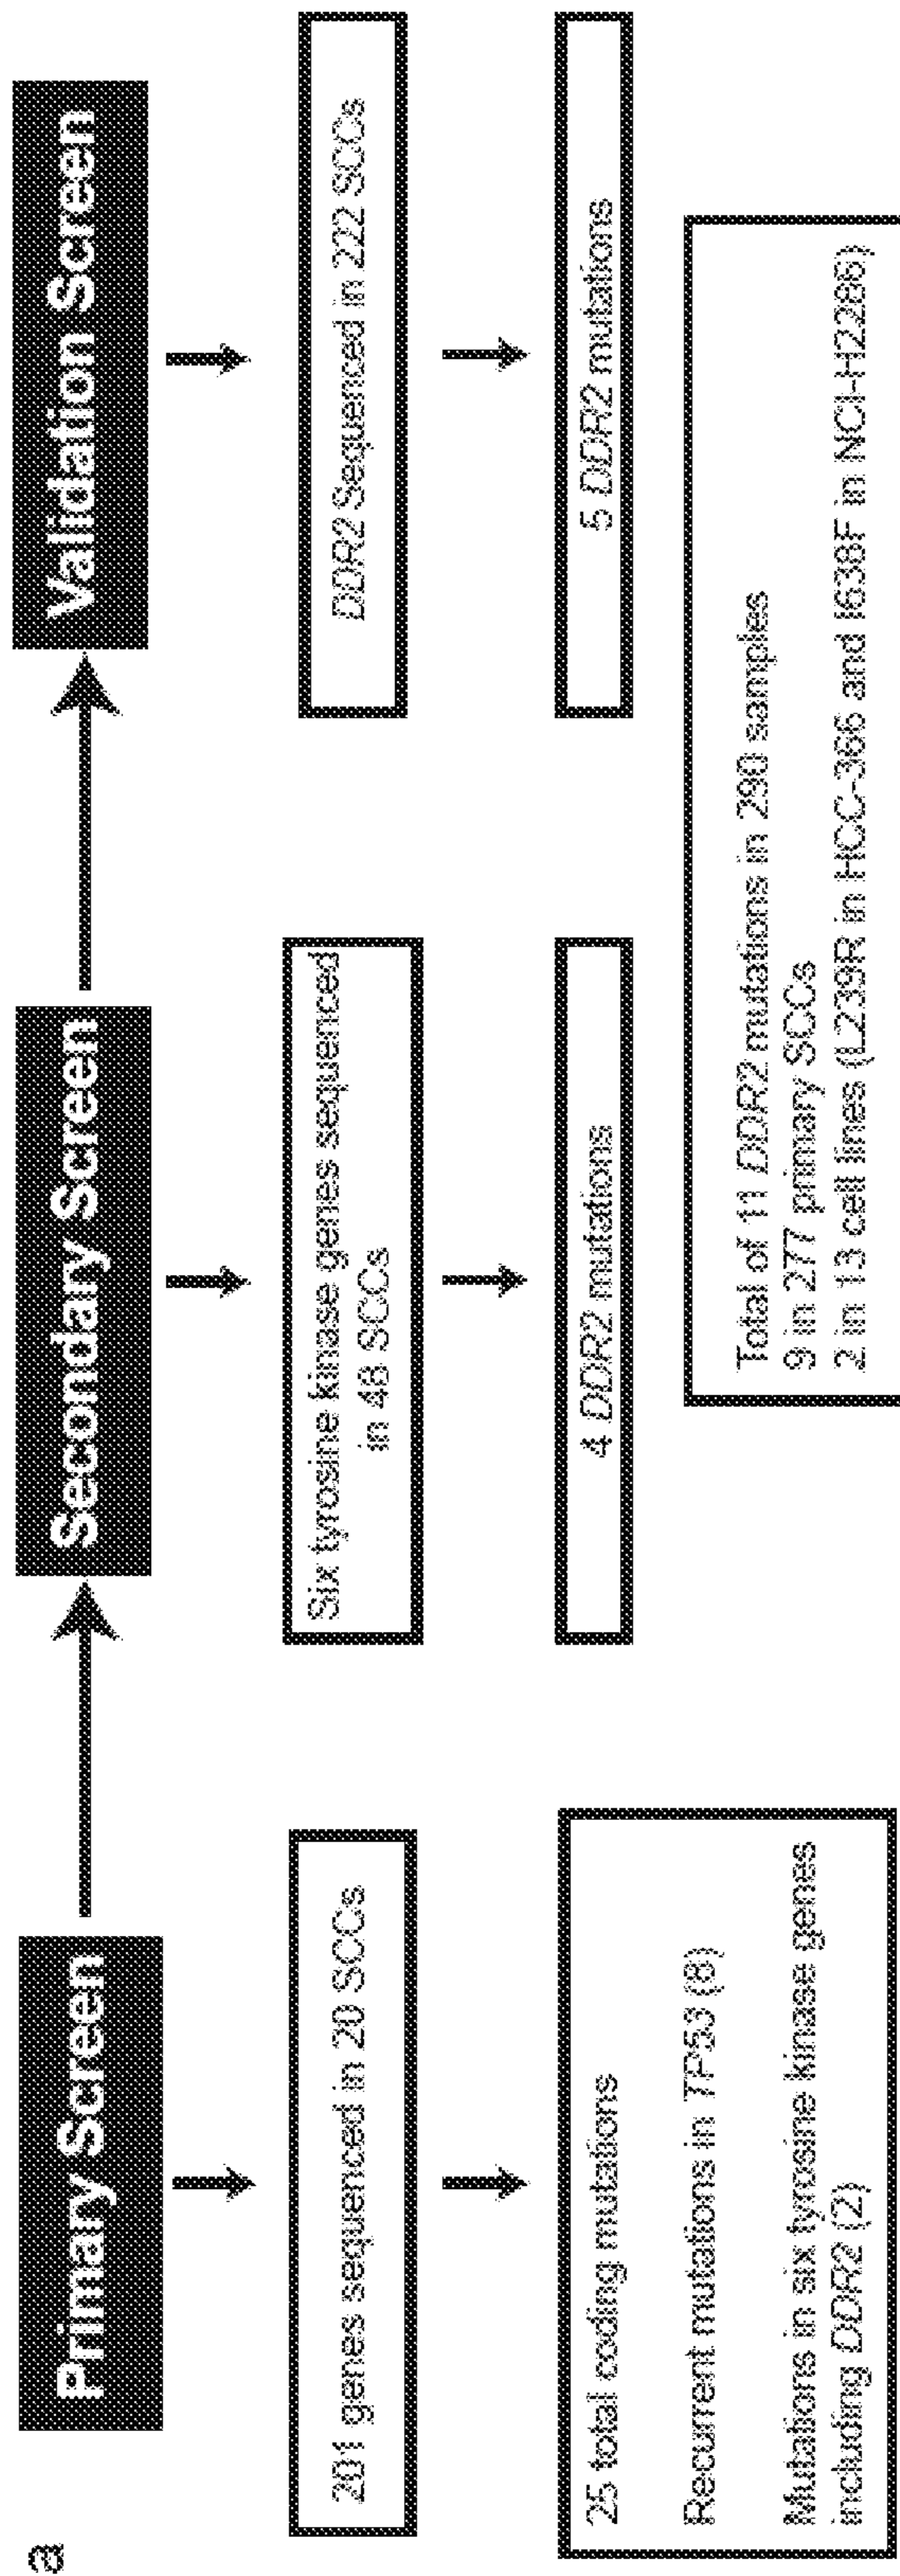 a
Primary Screen
201 genes sequenced in 20 SCCs
25 total coding mutations
Recurrent mutations in TP53 (8)
Mutations in six tyrosine kinase genes
including DDR2 (2)
Secondary Screen
Six tyrosine kinase genes sequenced
in 48 SCCs
4 DDR2 mutations
Validation Screen
DDR2 Sequenced in 222 SCCs
5 DDR2 mutations
Total of 11 DDR2 mutations in 290 samples
9 in 277 primary SCCs
2 in 13 cell lines (L239R in HCC-366 and I638F in NCI-H2286)